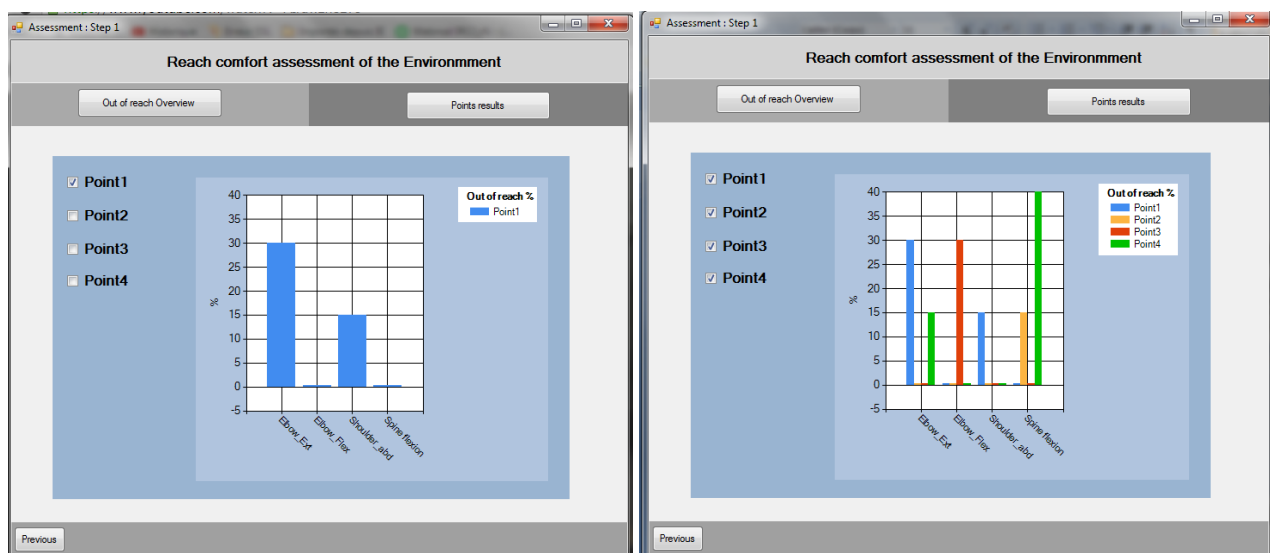 Assessment : Step 1
Reach comfort assessment of the Environmment
Out of reach Overview
Points results
Point1
Point2
Point3
Point4
40
35
30
25
20
15
10
5
0
-5
%
Elbow_Ext
Elbow_Flex
Shoulder_abd
Spine flexion
Out of reach %
Point1
Previous
Assessment : Step 1
Reach comfort assessment of the Environmment
Out of reach Overview
Points results
Point1
Point2
Point3
Point4
40
35
30
25
20
15
10
5
0
-5
%
Elbow_Ext
Elbow_Flex
Shoulder_abd
Spine flexion
Out of reach %
Point1
Point2
Point3
Point4
Previous